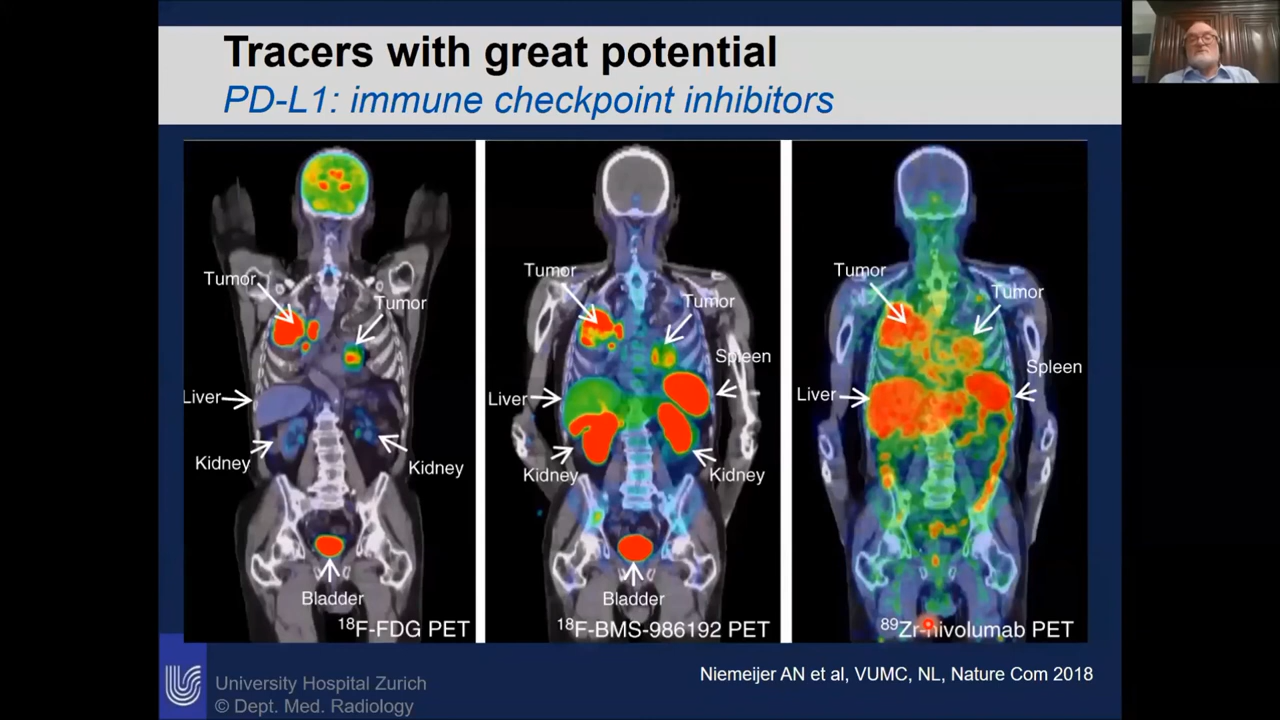 Tracers with great potential
PD-L1: immune checkpoint inhibitors
Tumor
Tumor
Liver
Kidney
Kidney
Bladder
18F-FDG PET
Tumor
Tumor
Spleen
Liver
Kidney
Kidney
Bladder
18F-BMS-986192 PET
Tumor
Tumor
Spleen
Liver
89Zr-nivolumab PET
Niemeijer AN et al, VUMC, NL, Nature Com 2018
University Hospital Zurich
© Dept. Med. Radiology